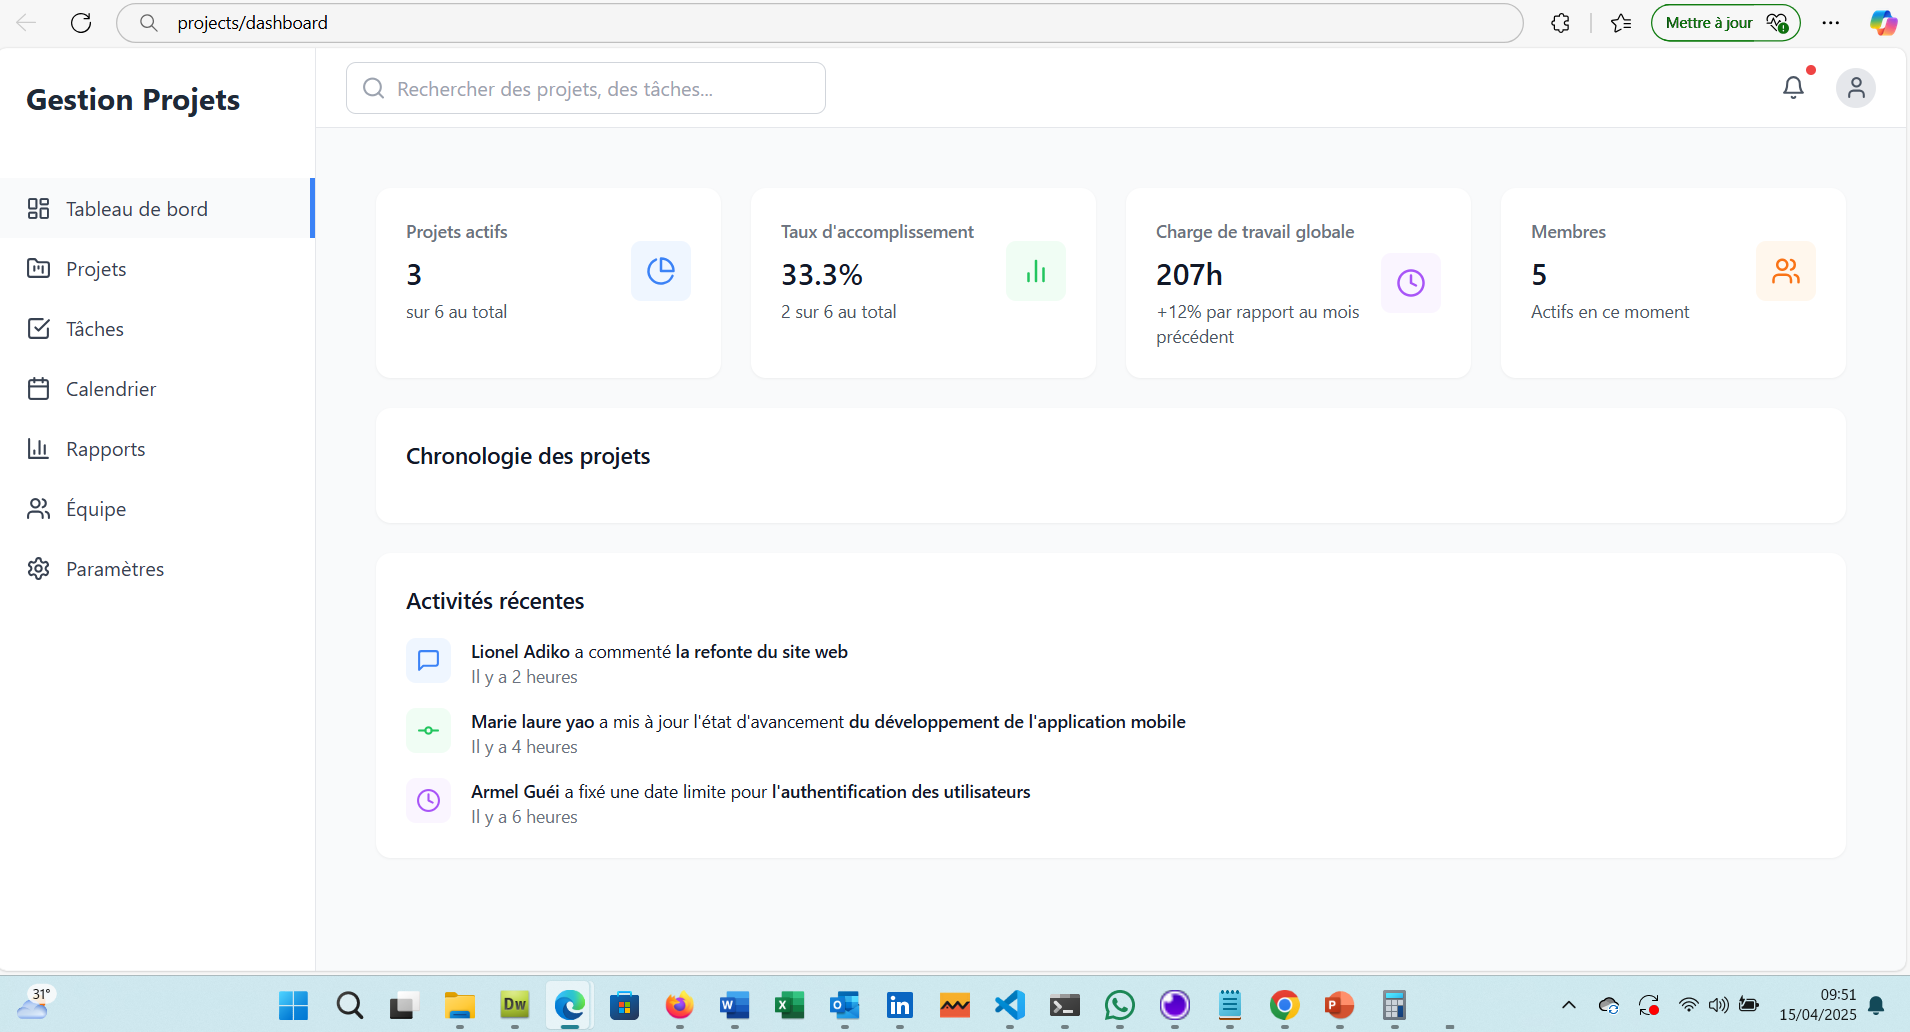 projects/dashboard
Mettre à jour
Gestion Projets
Rechercher des projets, des tâches...
Tableau de bord
Projets
Tâches
Calendrier
Rapports
Équipe
Paramètres
Projets actifs
3
sur 6 au total
Taux d'accomplissement
33.3%
2 sur 6 au total
Charge de travail globale
207h
+12% par rapport au mois
précédent
Membres
5
Actifs en ce moment
Chronologie des projets
Activités récentes
Lionel Adiko a commenté la refonte du site web
Il y a 2 heures
Marie laure yao a mis à jour l'état d'avancement du développement de l'application mobile
Il y a 4 heures
Armel Guéi a fixé une date limite pour l'authentification des utilisateurs
Il y a 6 heures
31°
Dw
W
X
O
in
P
09:51
15/04/2025